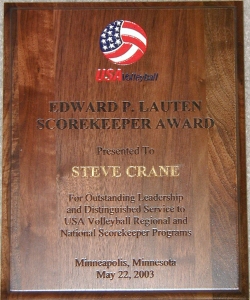 USA Volleyball
EDWARD P. LAUTEN
SCOREKEEPER AWARD
Presented To
STEVE CRANE
For Outstanding Leadership
and Distinguished Service to
USA Volleyball Regional and
National Scorekeeper Programs
Minneapolis, Minnesota
May 22, 2003